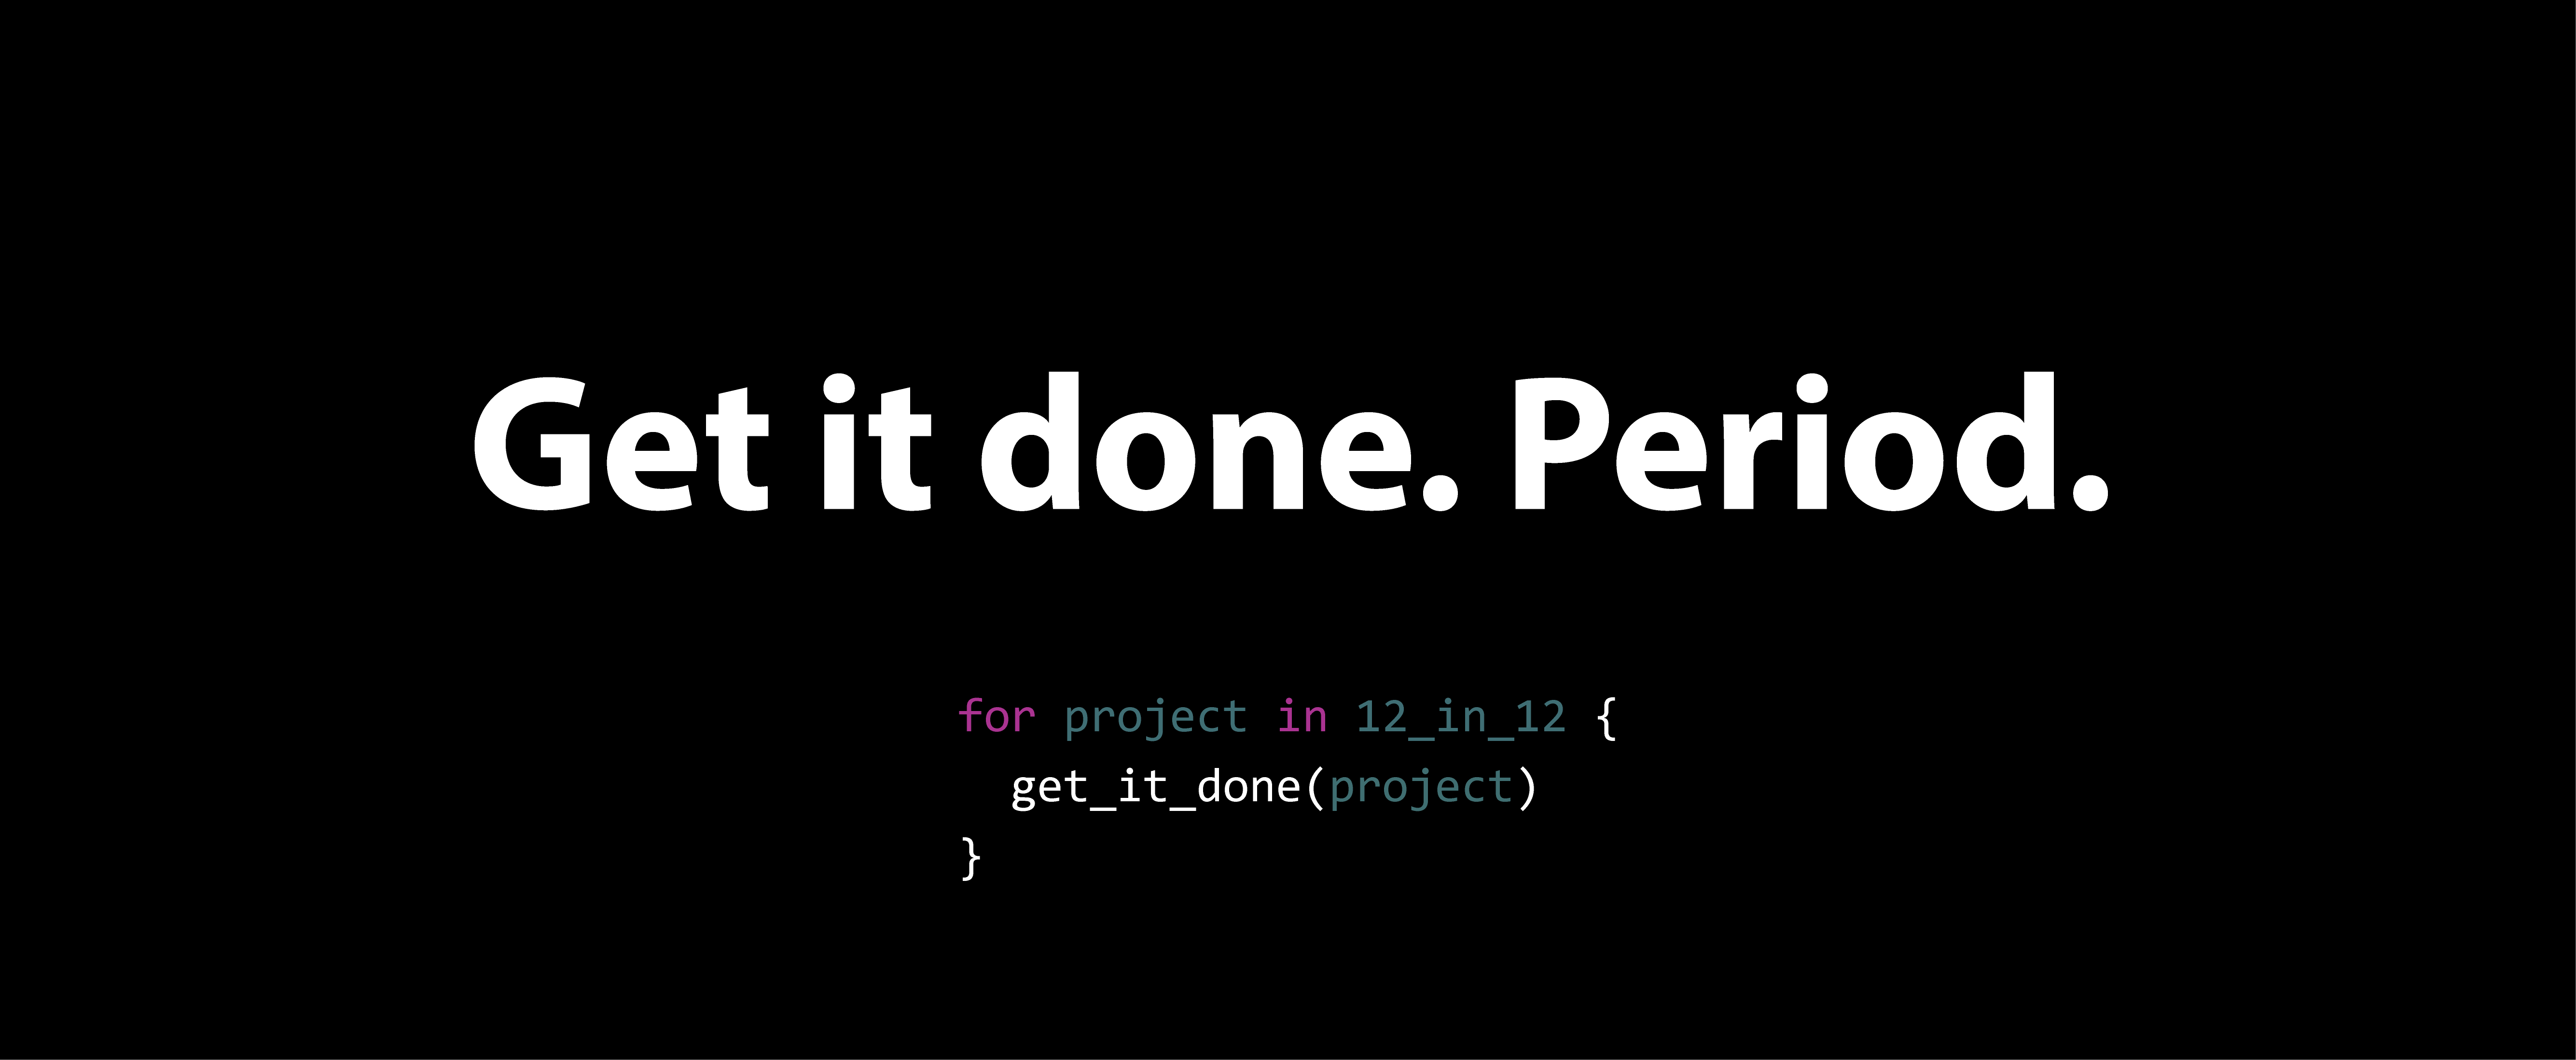 Get it done. Period.
for project in 12_in_12 {
  get_it_done(project)
}